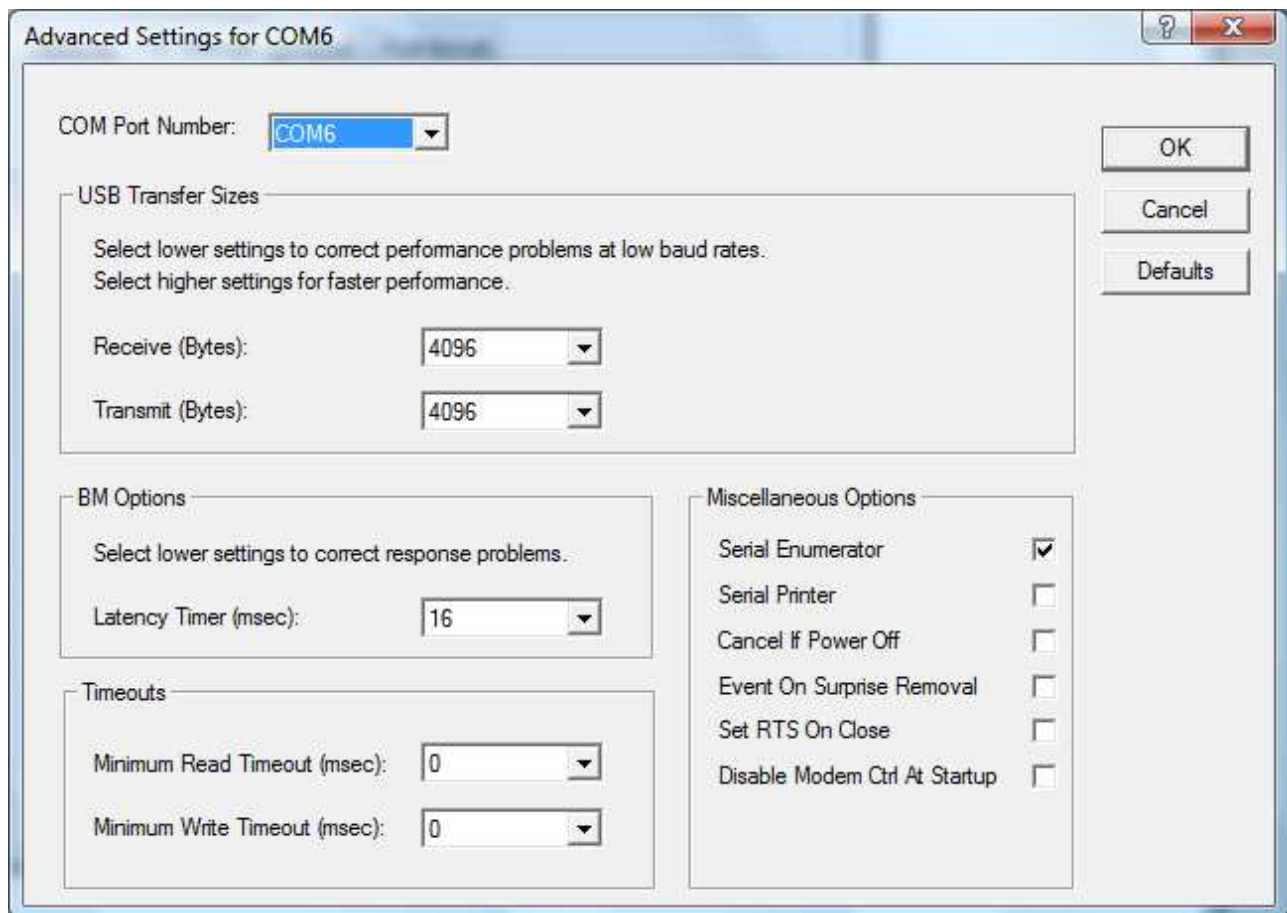 Advanced Settings for COM6
COM Port Number: COM6
OK
Cancel
Defaults
USB Transfer Sizes
Select lower settings to correct performance problems at low baud rates.
Select higher settings for faster performance.
Receive (Bytes): 4096
Transmit (Bytes): 4096
BM Options
Select lower settings to correct response problems.
Latency Timer (msec): 16
Timeouts
Minimum Read Timeout (msec): 0
Minimum Write Timeout (msec): 0
Miscellaneous Options
Serial Enumerator
Serial Printer
Cancel If Power Off
Event On Surprise Removal
Set RTS On Close
Disable Modem Ctrl At Startup